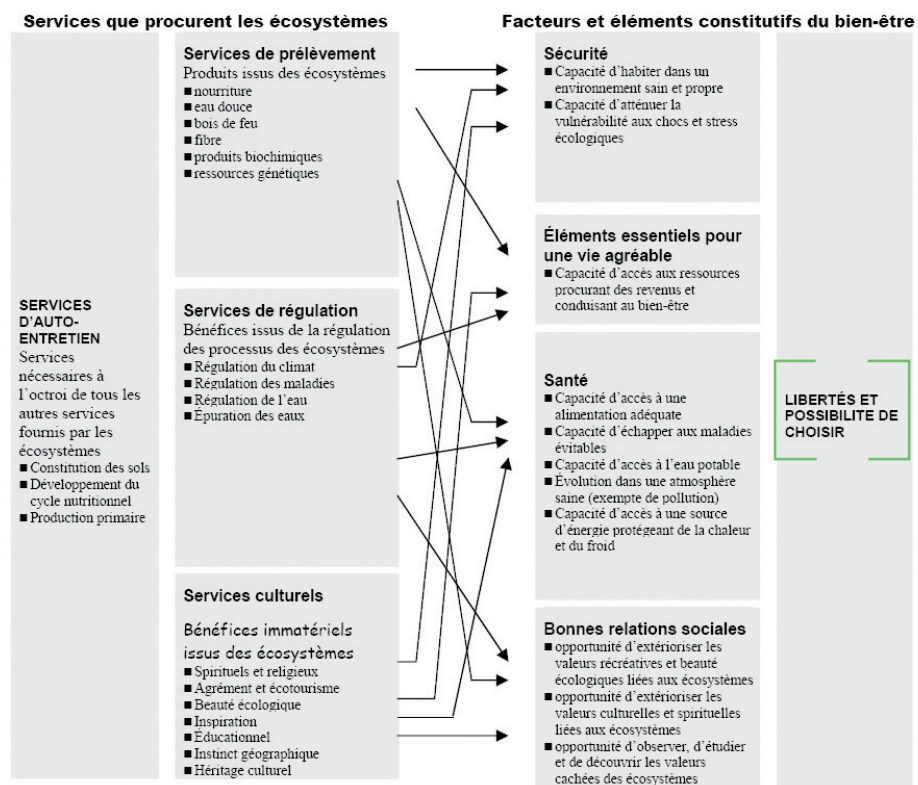 Services que procurent les écosystèmes
Facteurs et éléments constitutifs du bien-être
SERVICES
D'AUTO-
ENTRETIEN
Services
nécessaires à
l'octroi de tous les
autres services
fournis par les
écosystèmes
■ Constitution des sols
■ Développement du
cycle nutritionnel
■ Production primaire
Services de prélèvement
Produits issus des écosystèmes
■ nourriture
■ eau douce
■ bois de feu
■ fibre
■ produits biochimiques
■ ressources génétiques
Services de régulation
Bénéfices issus de la régulation
des processus des écosystèmes
■ Régulation du climat
■ Régulation des maladies
■ Régulation de l'eau
■ Épuration des eaux
Services culturels
Bénéfices immatériels
issus des écosystèmes
■ Spirituels et religieux
■ Agrément et écotourisme
■ Beauté écologique
■ Inspiration
■ Éducationnel
■ Instinct géographique
■ Héritage culturel
Sécurité
■ Capacité d'habiter dans un
environnement sain et propre
■ Capacité d'atténuer la
vulnérabilité aux chocs et stress
écologiques
Éléments essentiels pour
une vie agréable
■ Capacité d'accès aux ressources
procurant des revenus et
conduisant au bien-être
Santé
■ Capacité d'accès à une
alimentation adéquate
■ Capacité d'échapper aux maladies
évitables
■ Capacité d'accès à l'eau potable
■ Évolution dans une atmosphère
saine (exempte de pollution)
■ Capacité d'accès à une source
d'énergie protégeant de la chaleur
et du froid
Bonnes relations sociales
■ opportunité d'extérioriser les
valeurs récréatives et beauté
écologiques liées aux écosystèmes
■ opportunité d'extérioriser les
valeurs culturelles et spirituelles
liées aux écosystèmes
■ opportunité d'observer, d'étudier
et de découvrir les valeurs
cachées des écosystèmes
LIBERTÉS ET
POSSIBILITE DE
CHOISIR